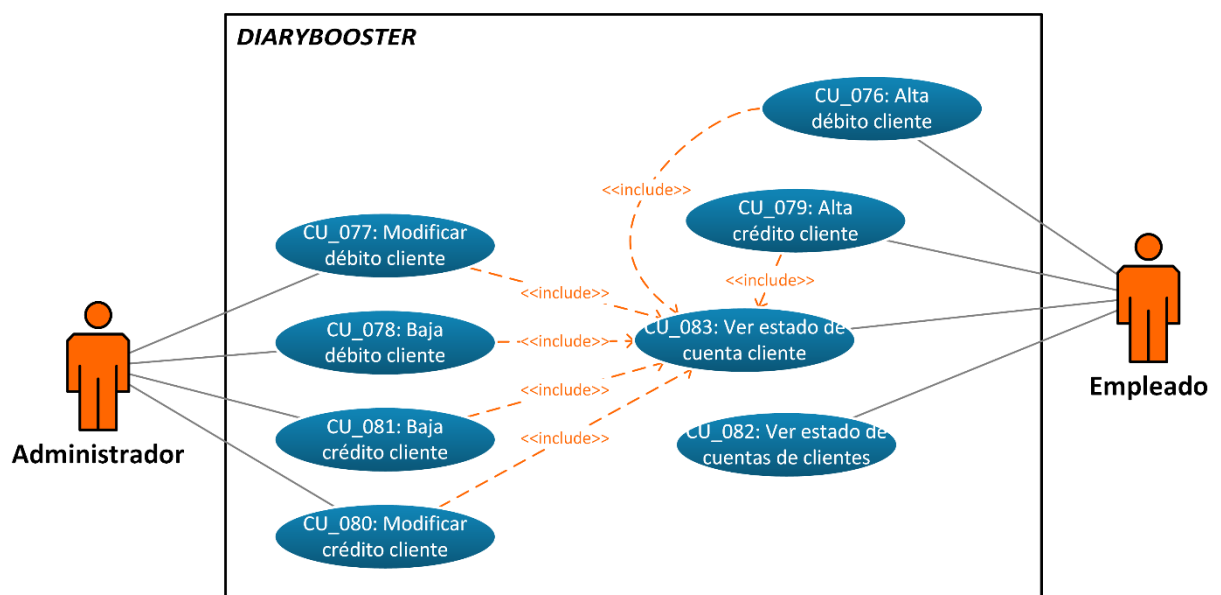 DIARYBOOSTER
CU_076: Alta
débito cliente
<<include>>
CU_079: Alta
crédito cliente
<<include>>
CU_077: Modificar
débito cliente
<<include>>
CU_078: Baja
débito cliente
<<include>>
CU_083: Ver estado de
cuenta cliente
<<include>>
CU_081: Baja
crédito cliente
<<include>>
CU_082: Ver estado de
cuentas de clientes
CU_080: Modificar
crédito cliente
Administrador
Empleado